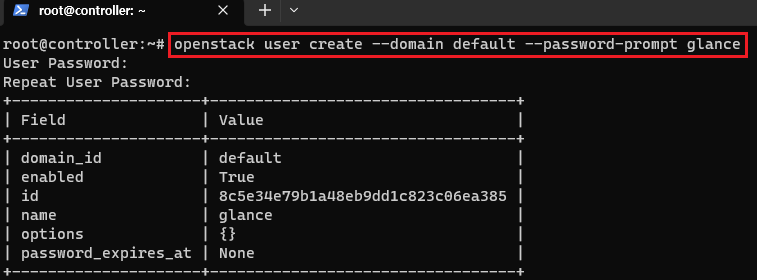 root@controller: ~
root@controller:~# openstack user create --domain default --password-prompt glance
User Password:
Repeat User Password:
+---------------------+----------------------------------+
| Field               | Value                            |
+---------------------+----------------------------------+
| domain_id           | default                          |
| enabled             | True                             |
| id                  | 8c5e34e79b1a48eb9dd1c823c06ea385 |
| name                | glance                           |
| options             | {}                               |
| password_expires_at | None                             |
+---------------------+----------------------------------+